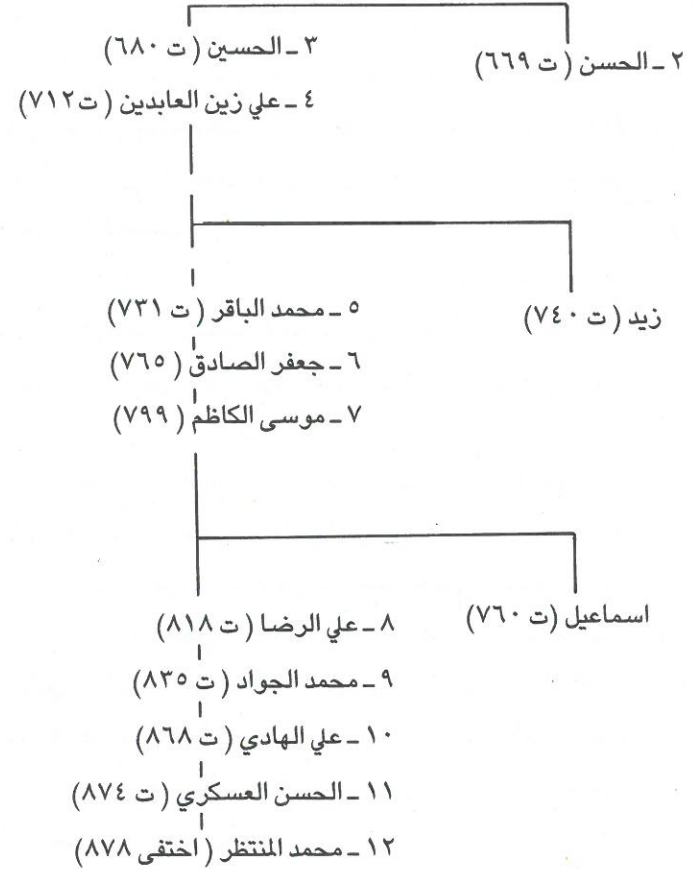 ٢ ـ الحسن ( ت ٦٦٩)
٣ ـ الحسين ( ت ٦٨٠)
٤ ـ علي زين العابدين ( ت٧١٢)
زيد ( ت ٧٤٠)
٥ ـ محمد الباقر ( ت ٧٣١)
٦ ـ جعفر الصادق ( ٧٦٥)
٧ ـ موسى الكاظم ( ٧٩٩)
اسماعيل (ت ٧٦٠)
٨ ـ علي الرضا ( ت ٨١٨)
٩ ـ محمد الجواد ( ت ٨٣٥)
١٠ ـ علي الهادي ( ت ٨٦٨)
١١ ـ الحسن العسكري ( ت ٨٧٤)
١٢ ـ محمد المنتظر ( اختفى ٨٧٨)